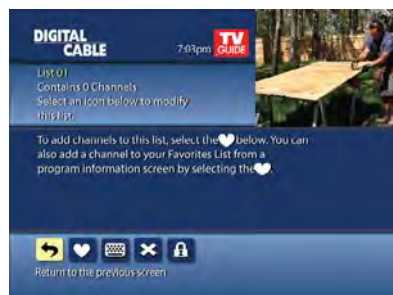 DIGITAL
CABLE
7:03pm
TV
GUIDE
List 01
Contains 0 Channels
Select an icon below to modify
this list.
To add channels to this list, select the below. You can
also add a channel to your Favorites List from a
program information screen by selecting the .
Return to the previous screen